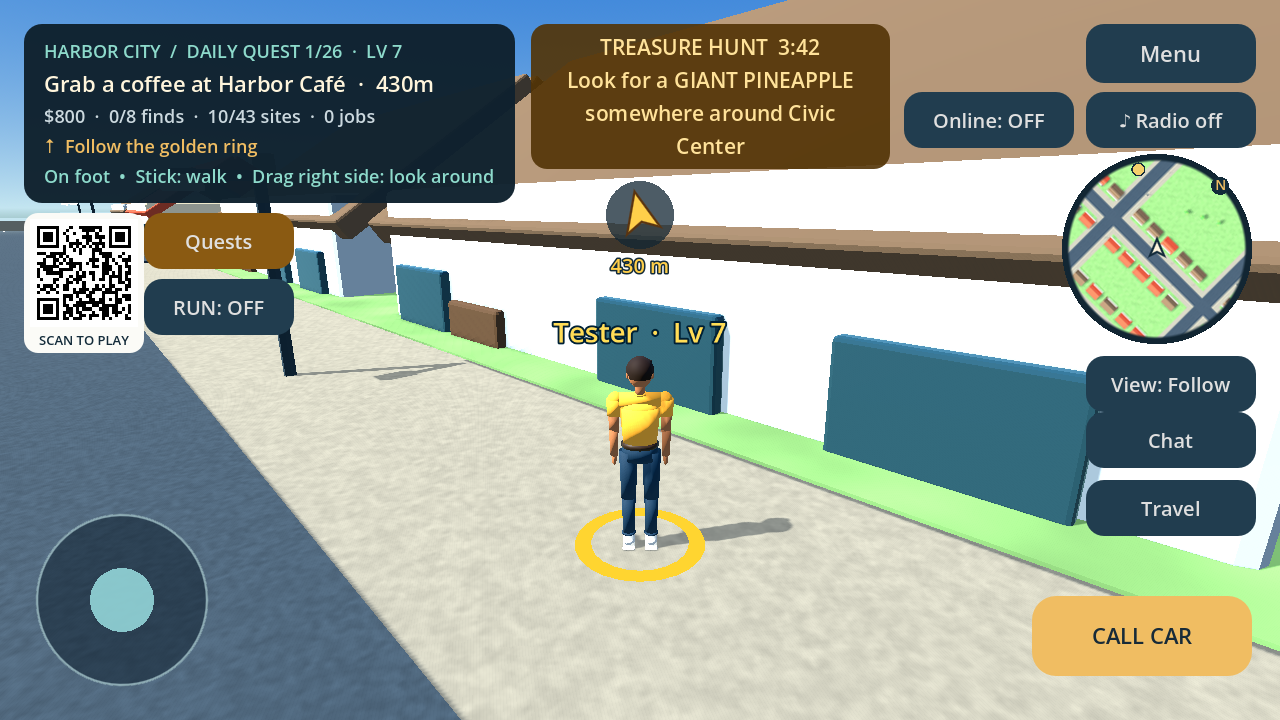 HARBOR CITY / DAILY QUEST 1/26 · LV 7
Grab a coffee at Harbor Café · 430m
$800 · 0/8 finds · 10/43 sites · 0 jobs
↑ Follow the golden ring
On foot • Stick: walk • Drag right side: look around
TREASURE HUNT 3:42
Look for a GIANT PINEAPPLE
somewhere around Civic
Center
Menu
Online: OFF
♪ Radio off
N
SCAN TO PLAY
Quests
RUN: OFF
430 m
Tester · Lv 7
View: Follow
Chat
Travel
CALL CAR